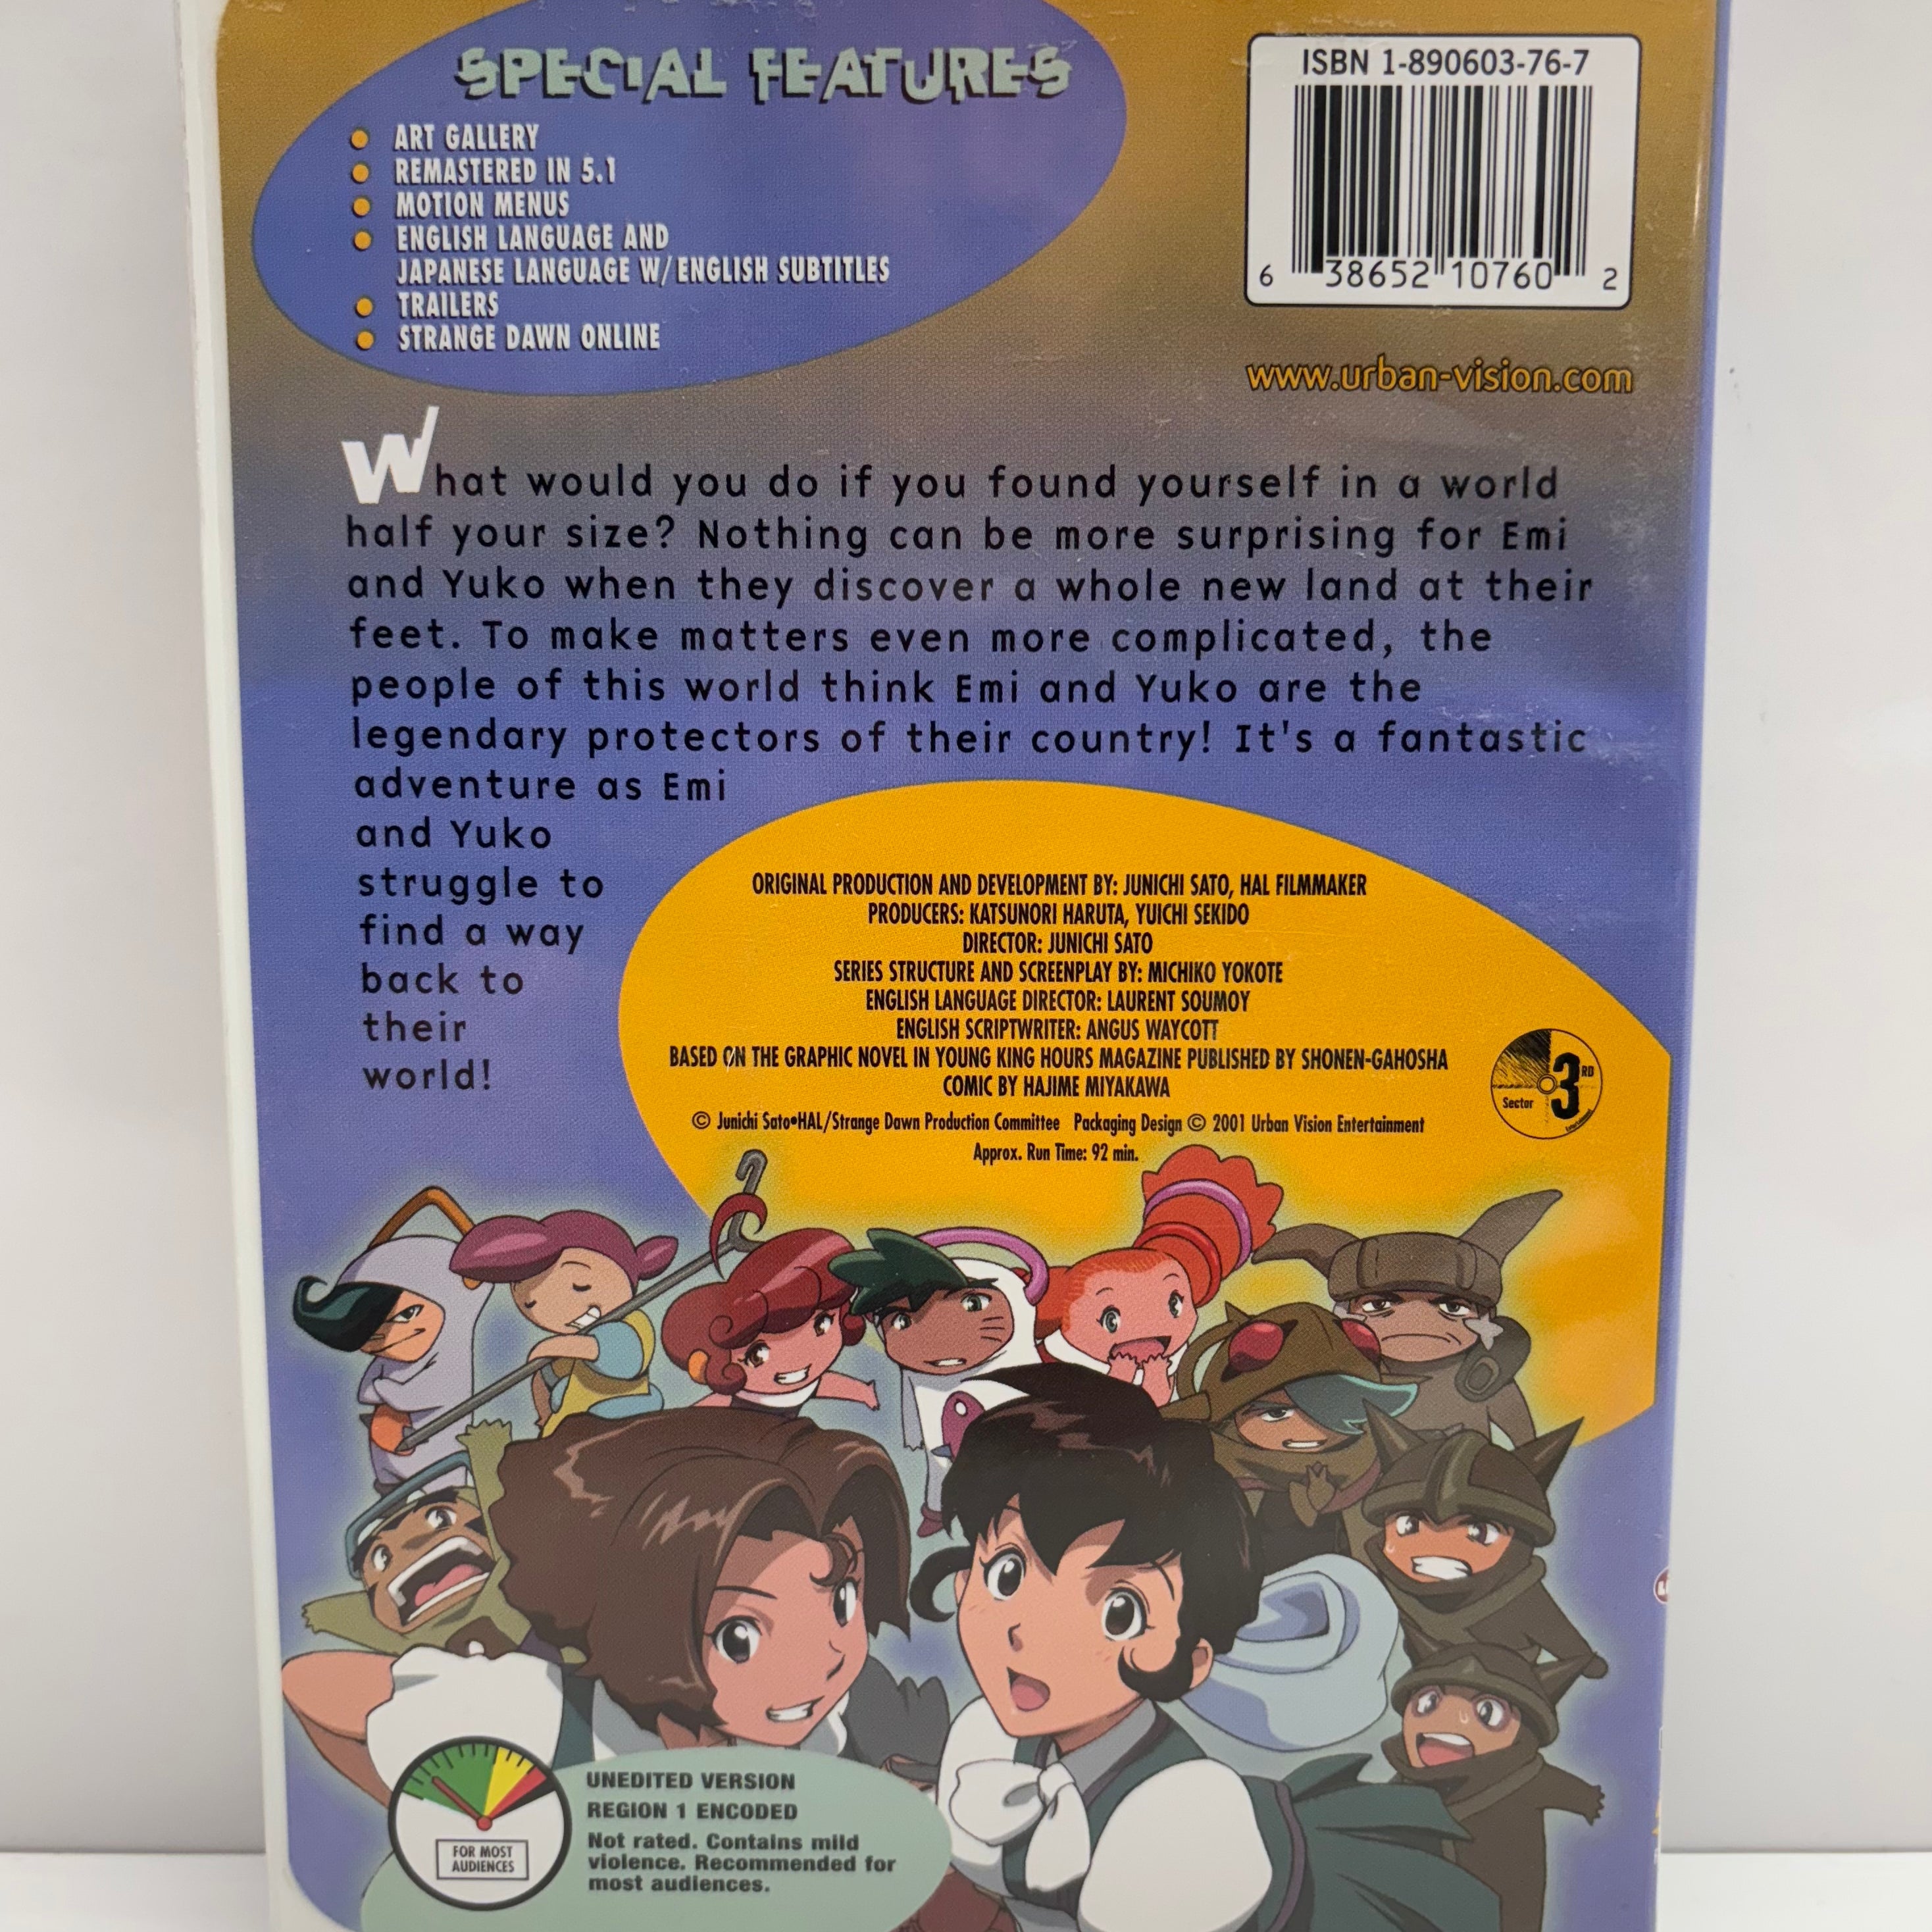 SPECIAL FEATURES
ART GALLERY
REMASTERED IN 5.1
MOTION MENUS
ENGLISH LANGUAGE AND
JAPANESE LANGUAGE W/ENGLISH SUBTITLES
TRAILERS
STRANGE DAWN ONLINE
ISBN 1-890603-76-7
6 38652 10760 2
www.urban-vision.com
What would you do if you found yourself in a world
half your size? Nothing can be more surprising for Emi
and Yuko when they discover a whole new land at their
feet. To make matters even more complicated, the
people of this world think Emi and Yuko are the
legendary protectors of their country! It's a fantastic
adventure as Emi
and Yuko
struggle to
find a way
back to
their
world!
ORIGINAL PRODUCTION AND DEVELOPMENT BY: JUNICHI SATO, HAL FILMMAKER
PRODUCERS: KATSUNORI HARUTA, YUICHI SEKIDO
DIRECTOR: JUNICHI SATO
SERIES STRUCTURE AND SCREENPLAY BY: MICHIKO YOKOTE
ENGLISH LANGUAGE DIRECTOR: LAURENT SOUMOY
ENGLISH SCRIPTWRITER: ANGUS WAYCOTT
BASED ON THE GRAPHIC NOVEL IN YOUNG KING HOURS MAGAZINE PUBLISHED BY SHONEN-GAHOSHA
COMIC BY HAJIME MIYAKAWA
© Junichi Sato•HAL/Strange Dawn Production Committee Packaging Design © 2001 Urban Vision Entertainment
Approx. Run Time: 92 min.
Sector 3RD
FOR MOST
AUDIENCES
UNEDITED VERSION
REGION 1 ENCODED
Not rated. Contains mild
violence. Recommended for
most audiences.